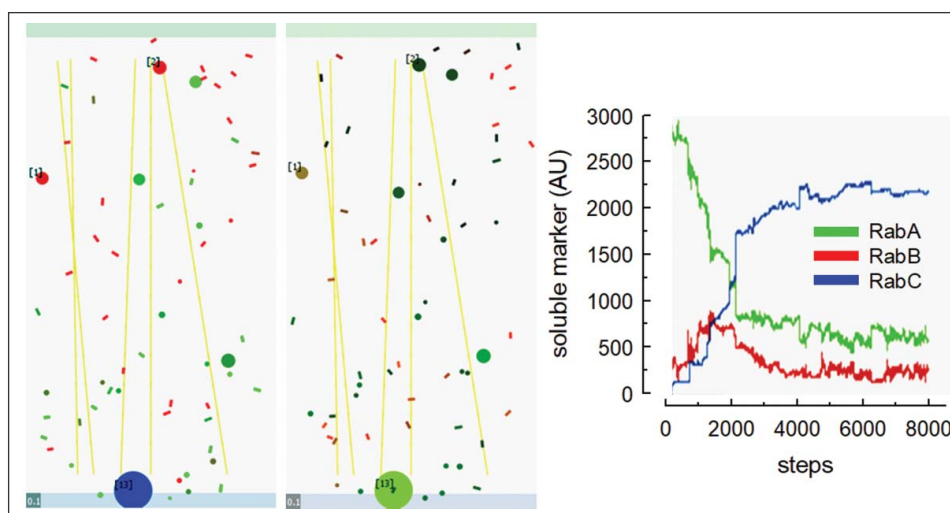 [2]
[1]
[13]
0.1
[2]
[1]
[13]
0.1
soluble marker (AU)
3000
2500
2000
1500
1000
500
0
RabA
RabB
RabC
0 2000 4000 6000 8000
steps